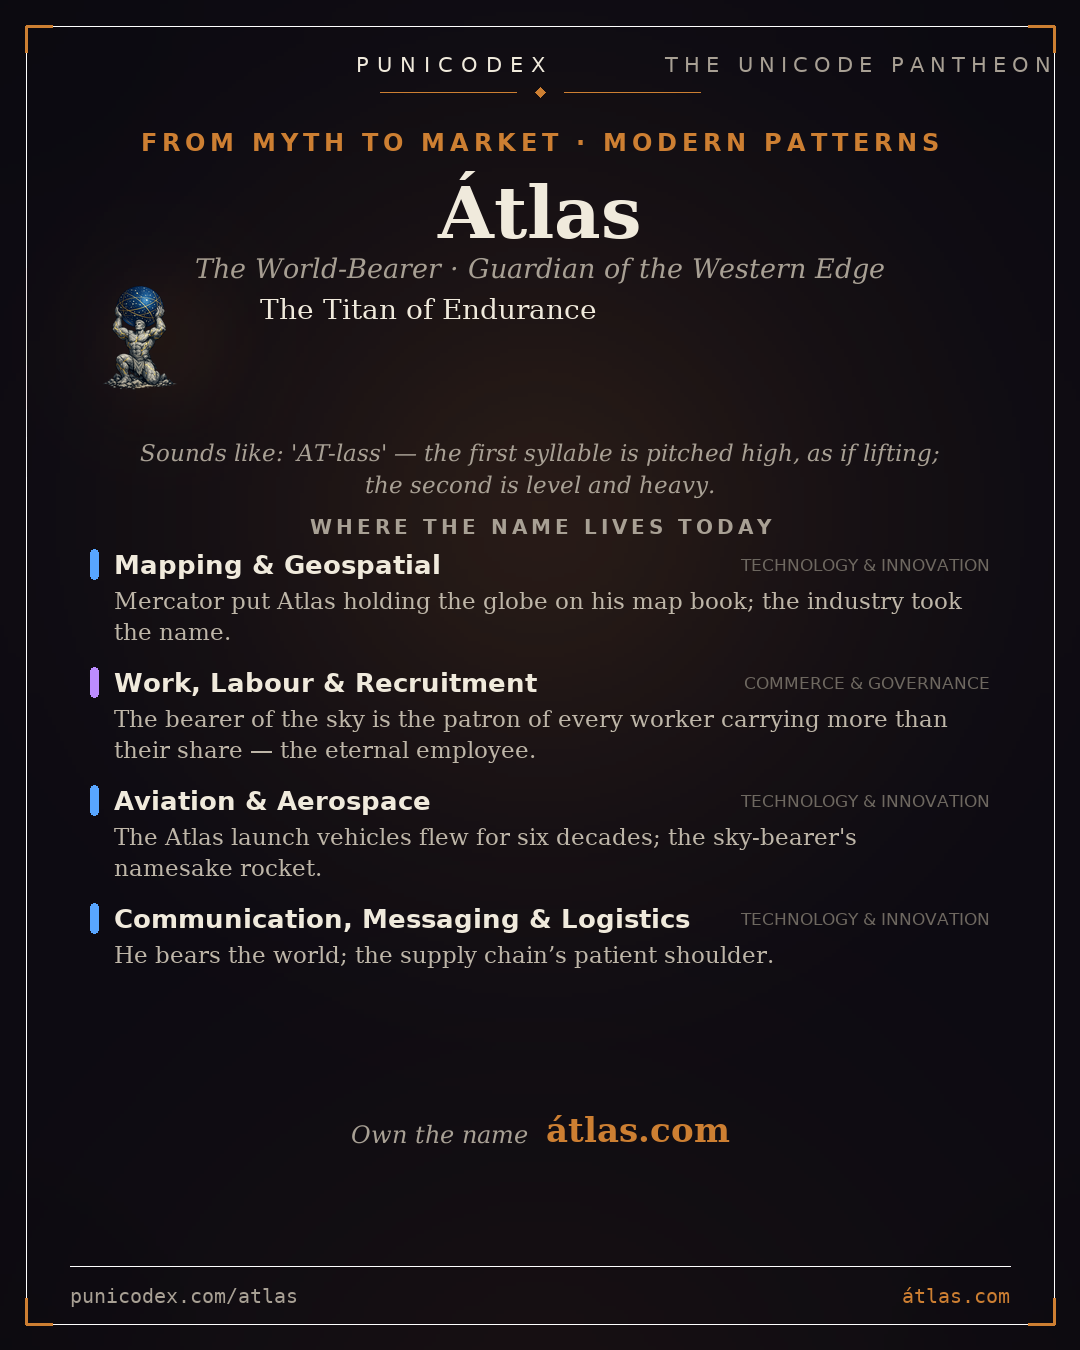 PUNICODEX THE UNICODE PANTHEON
FROM MYTH TO MARKET · MODERN PATTERNS
Átlas
The World-Bearer · Guardian of the Western Edge
The Titan of Endurance
Sounds like: 'AT-lass' — the first syllable is pitched high, as if lifting;
the second is level and heavy.
WHERE THE NAME LIVES TODAY
Mapping & Geospatial TECHNOLOGY & INNOVATION
Mercator put Atlas holding the globe on his map book; the industry took
the name.
Work, Labour & Recruitment COMMERCE & GOVERNANCE
The bearer of the sky is the patron of every worker carrying more than
their share — the eternal employee.
Aviation & Aerospace TECHNOLOGY & INNOVATION
The Atlas launch vehicles flew for six decades; the sky-bearer's
namesake rocket.
Communication, Messaging & Logistics TECHNOLOGY & INNOVATION
He bears the world; the supply chain’s patient shoulder.
Own the name átlas.com
punicodex.com/atlas átlas.com